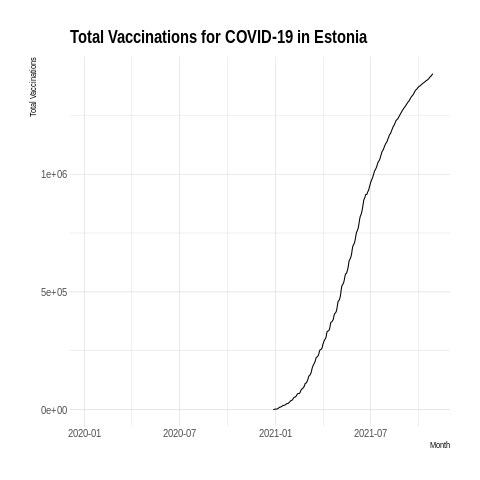 Total Vaccinations for COVID-19 in Estonia
Total Vaccinations
1e+06
5e+05
0e+00
2020-01 2020-07 2021-01 2021-07
Month